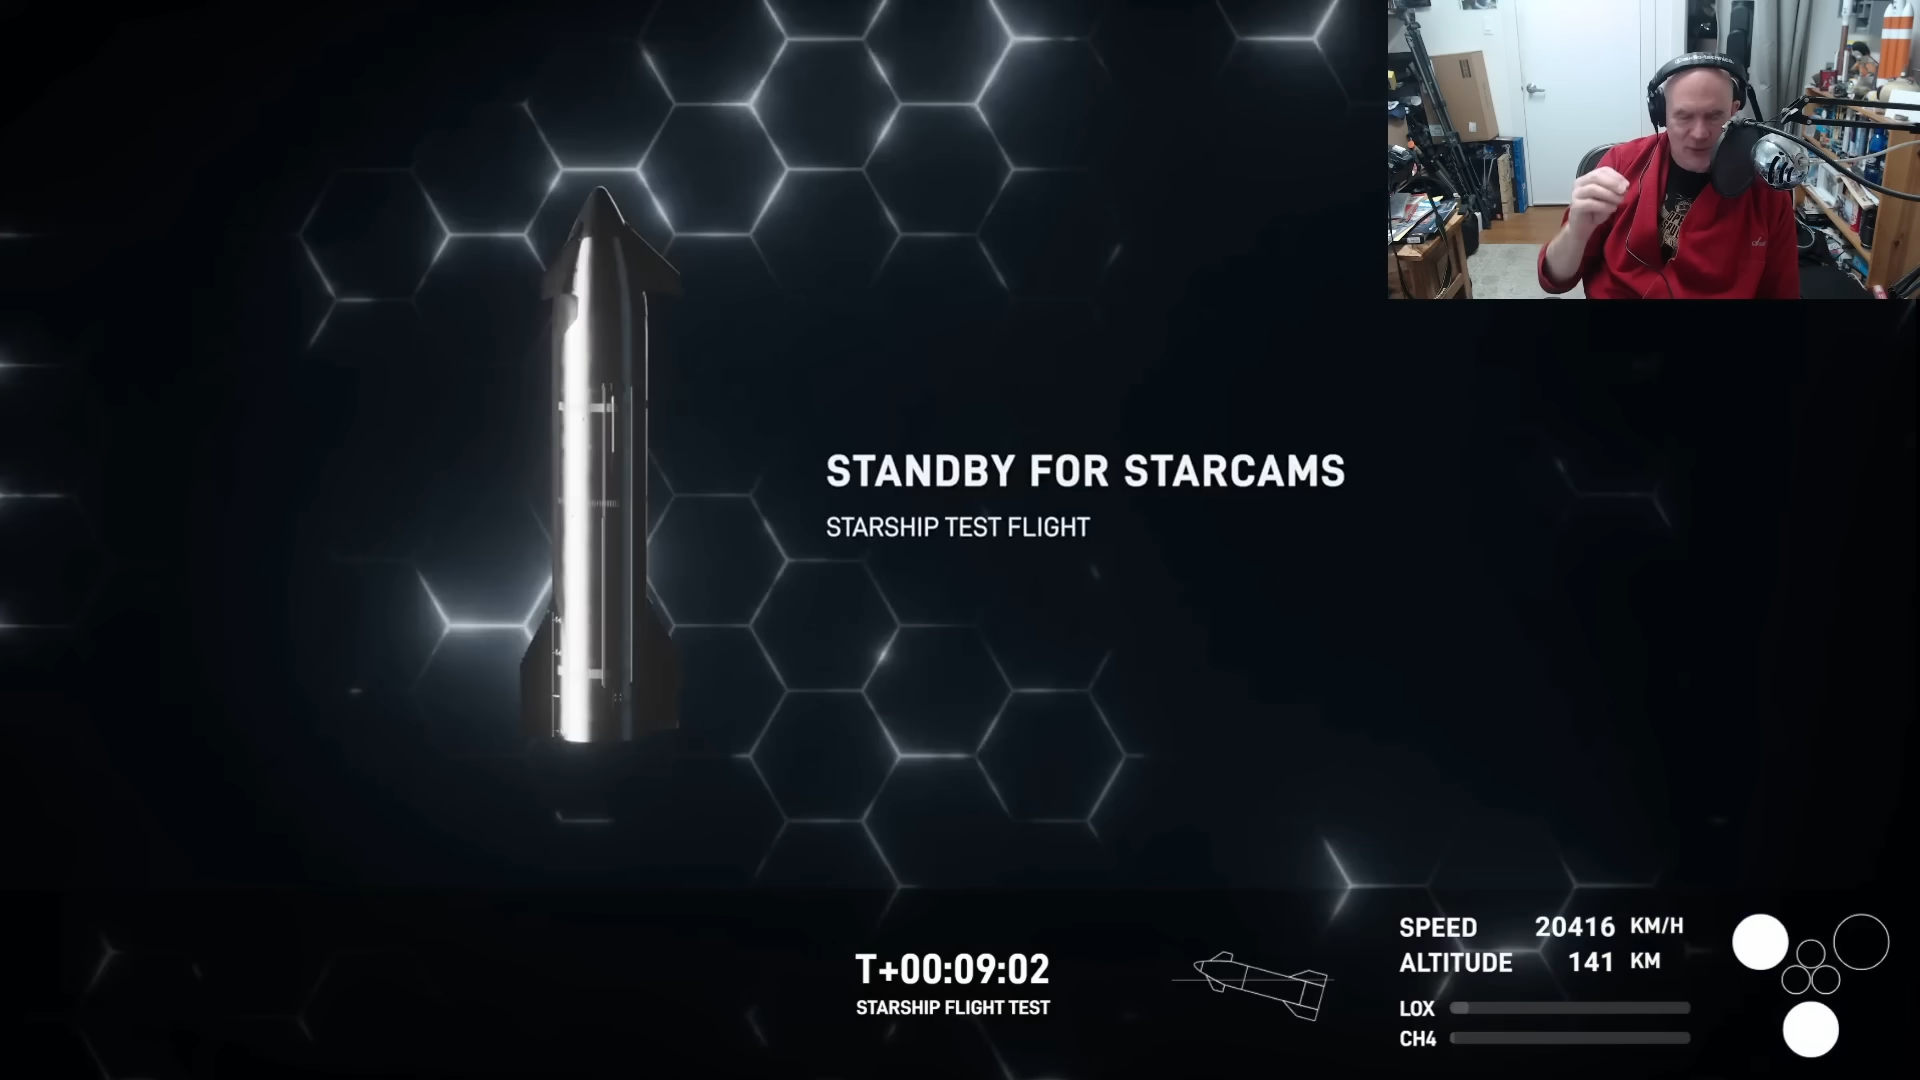 STANDBY FOR STARCAMS
STARSHIP TEST FLIGHT
T+00:09:02
STARSHIP FLIGHT TEST
SPEED 20416 KM/H
ALTITUDE 141 KM
LOX
CH4